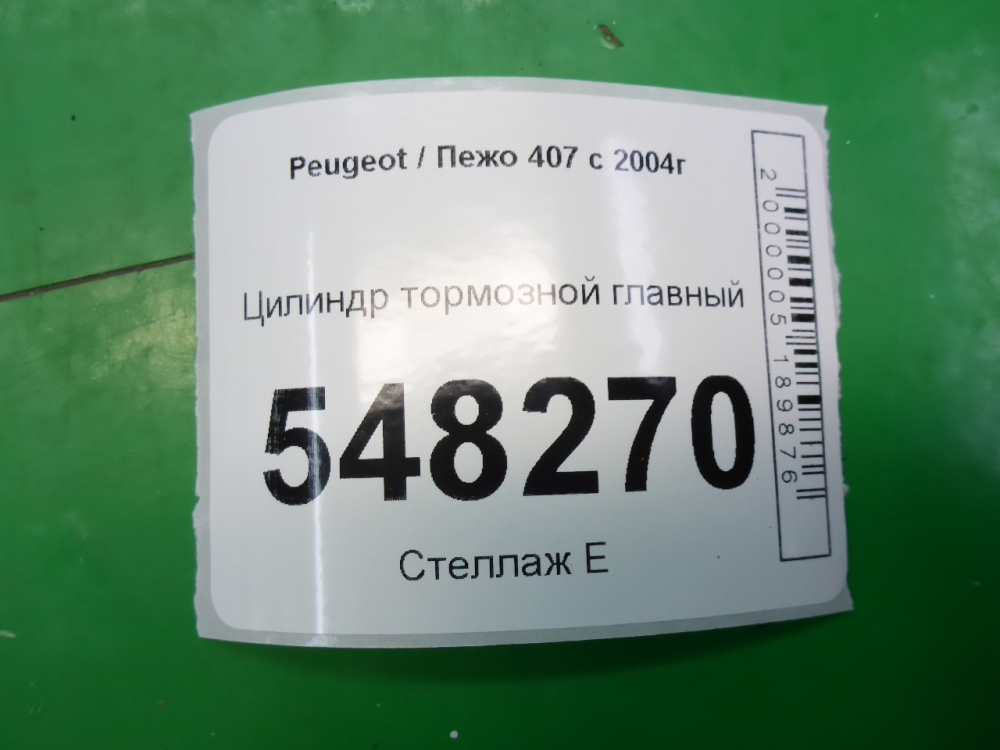 Peugeot / Пежо 407 с 2004г
Цилиндр тормозной главный
548270
Стеллаж Е
2000005189876